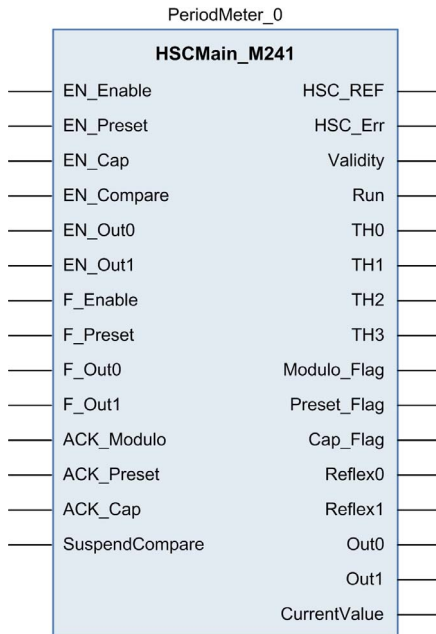 PeriodMeter_0
HSCMain_M241
EN_Enable HSC_REF
EN_Preset HSC_Err
EN_Cap Validity
EN_Compare Run
EN_Out0 TH0
EN_Out1 TH1
F_Enable TH2
F_Preset TH3
F_Out0 Modulo_Flag
F_Out1 Preset_Flag
ACK_Modulo Cap_Flag
ACK_Preset Reflex0
ACK_Cap Reflex1
SuspendCompare Out0
Out1
CurrentValue